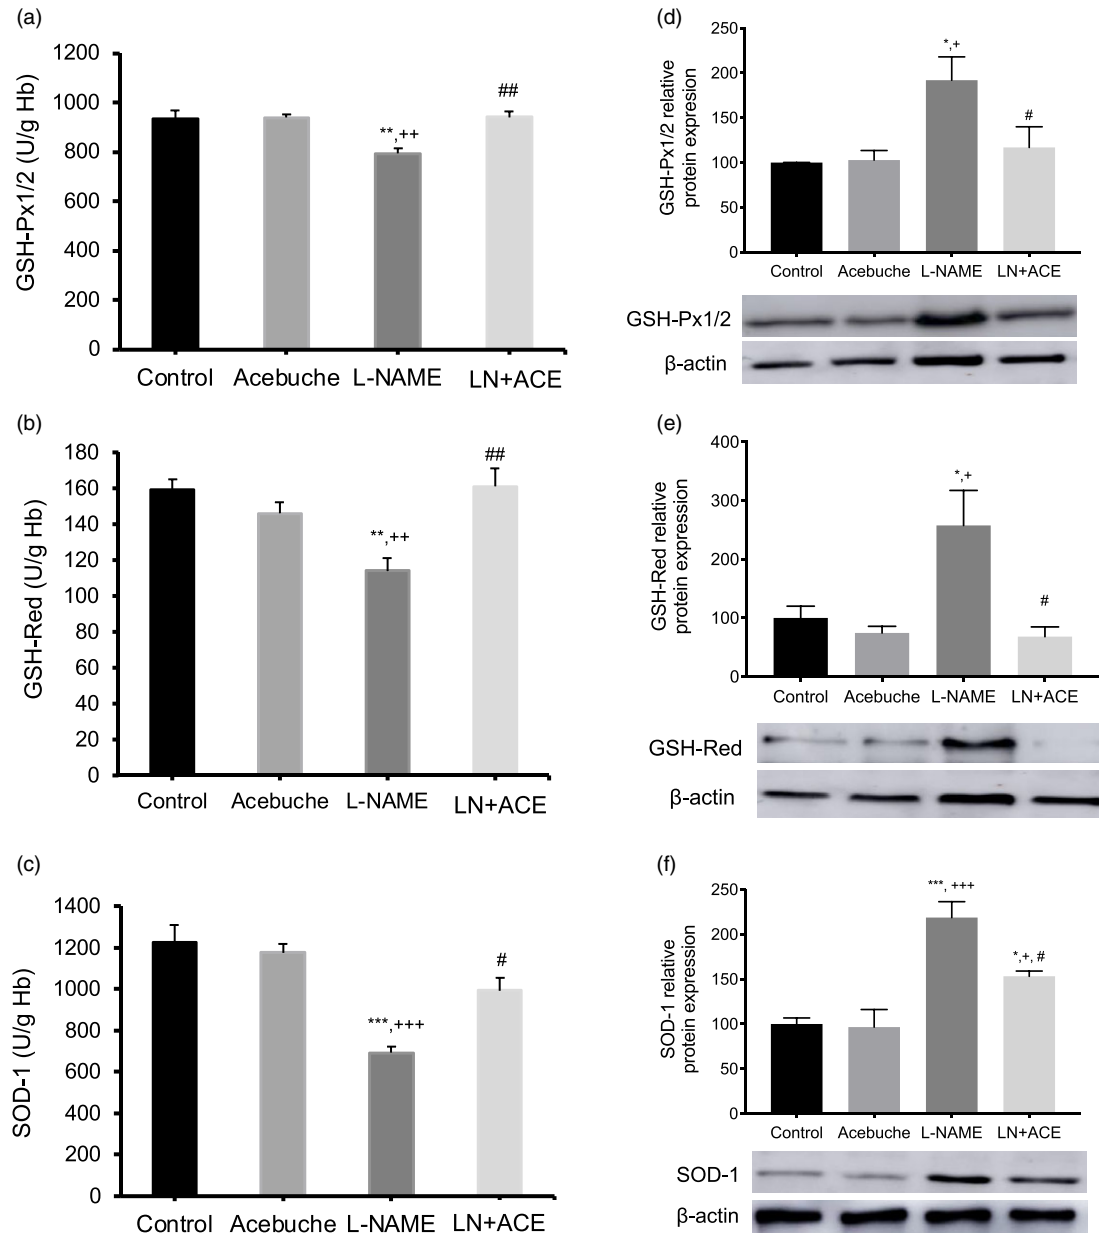 (a)
GSH-Px1/2 (U/g Hb)
1200
1000
800
600
400
200
0
**,++
##
Control Acebuche L-NAME LN+ACE
(b)
GSH-Red (U/g Hb)
180
160
140
120
100
80
60
40
20
0
**,++
##
Control Acebuche L-NAME LN+ACE
(c)
SOD-1 (U/g Hb)
1400
1200
1000
800
600
400
200
0
***,+++
#
Control Acebuche L-NAME LN+ACE
(d)
GSH-Px1/2 relative
protein expresion
250
200
150
100
50
0
*,+
#
Control Acebuche L-NAME LN+ACE
GSH-Px1/2
β-actin
(e)
GSH-Red relative
protein expression
400
300
200
100
0
*,+
#
Control Acebuche L-NAME LN+ACE
GSH-Red
β-actin
(f)
SOD-1 relative
protein expression
250
200
150
100
50
0
***, +++
*,+, #
Control Acebuche L-NAME LN+ACE
SOD-1
β-actin